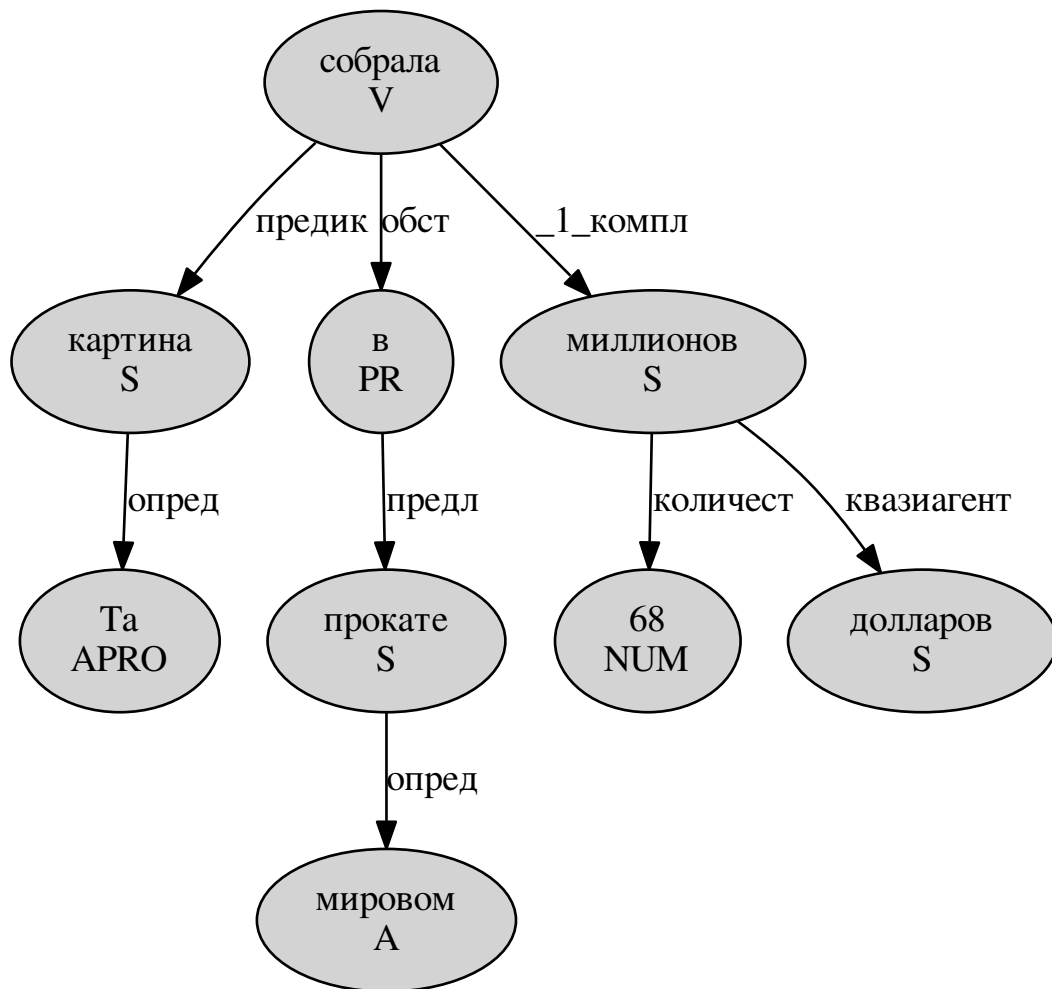 собрала
V
предик
обст
_1_компл
картина
S
в
PR
миллионов
S
опред
предл
количест
квазиагент
Та
APRO
прокате
S
68
NUM
долларов
S
опред
мировом
A